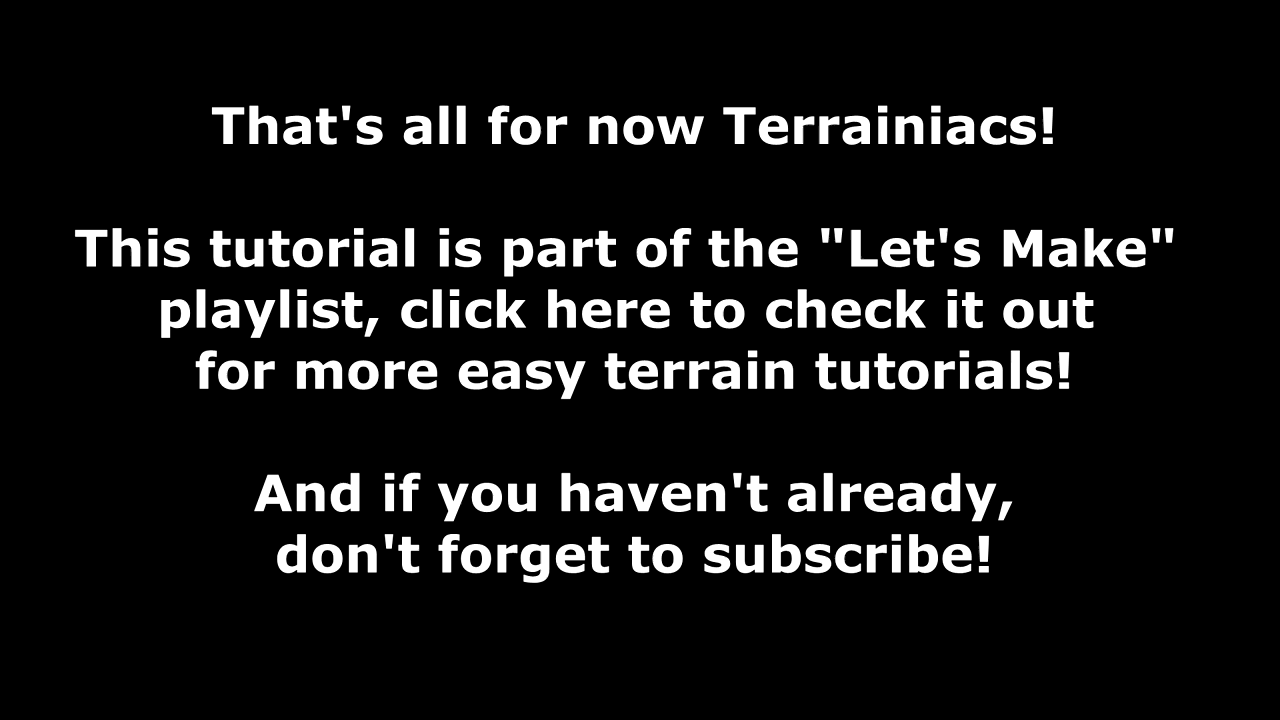 That's all for now Terrainiacs!
This tutorial is part of the "Let's Make"
playlist, click here to check it out
for more easy terrain tutorials!
And if you haven't already,
don't forget to subscribe!